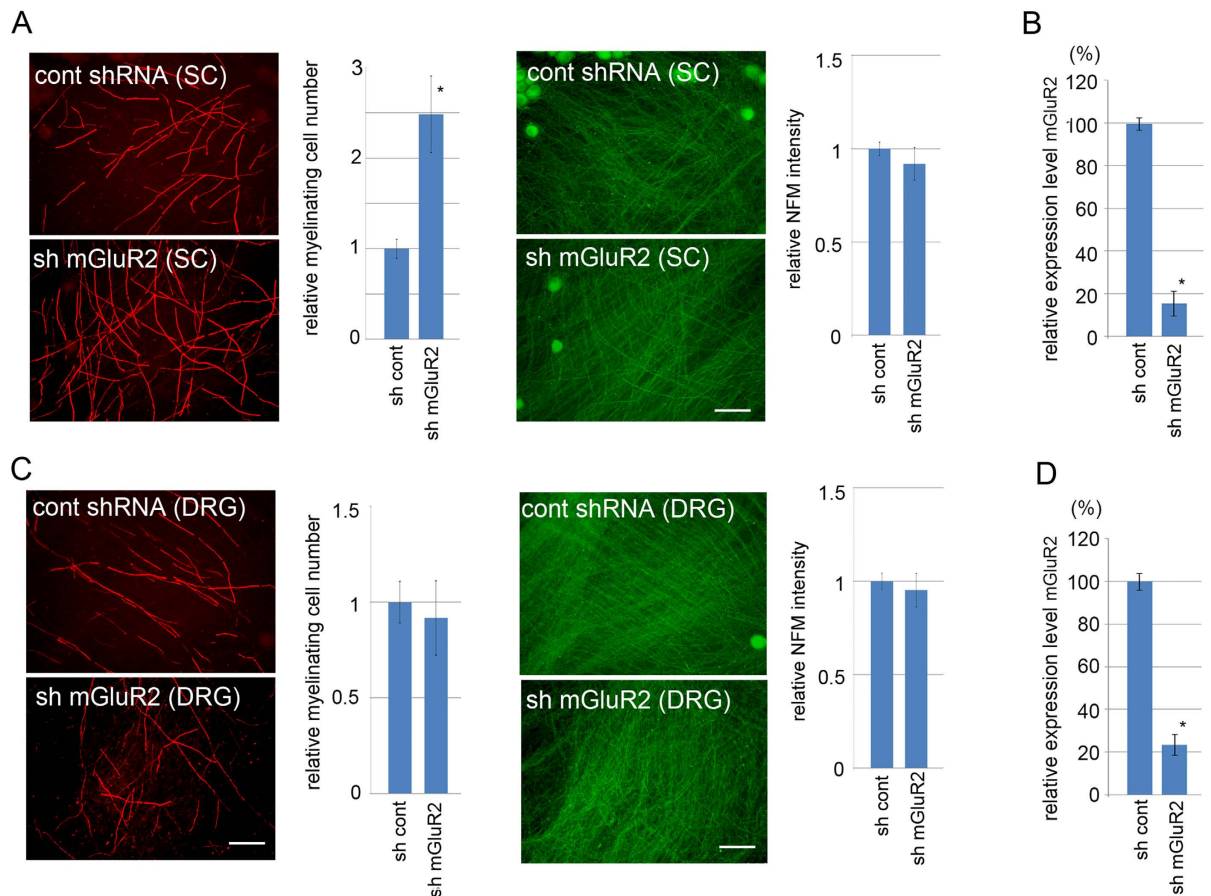 A
cont shRNA (SC)
sh mGluR2 (SC)
relative myelinating cell number
3
2
1
0
*
sh cont
sh mGluR2
cont shRNA (SC)
sh mGluR2 (SC)
relative NFM intensity
1.5
1
0.5
0
sh cont
sh mGluR2
B
(%)
relative expression level mGluR2
120
100
80
60
40
20
0
*
sh cont
sh mGluR2
C
cont shRNA (DRG)
sh mGluR2 (DRG)
relative myelinating cell number
1.5
1
0.5
0
sh cont
sh mGluR2
cont shRNA (DRG)
sh mGluR2 (DRG)
relative NFM intensity
1.5
1
0.5
0
sh cont
sh mGluR2
D
(%)
relative expression level mGluR2
120
100
80
60
40
20
0
*
sh cont
sh mGluR2